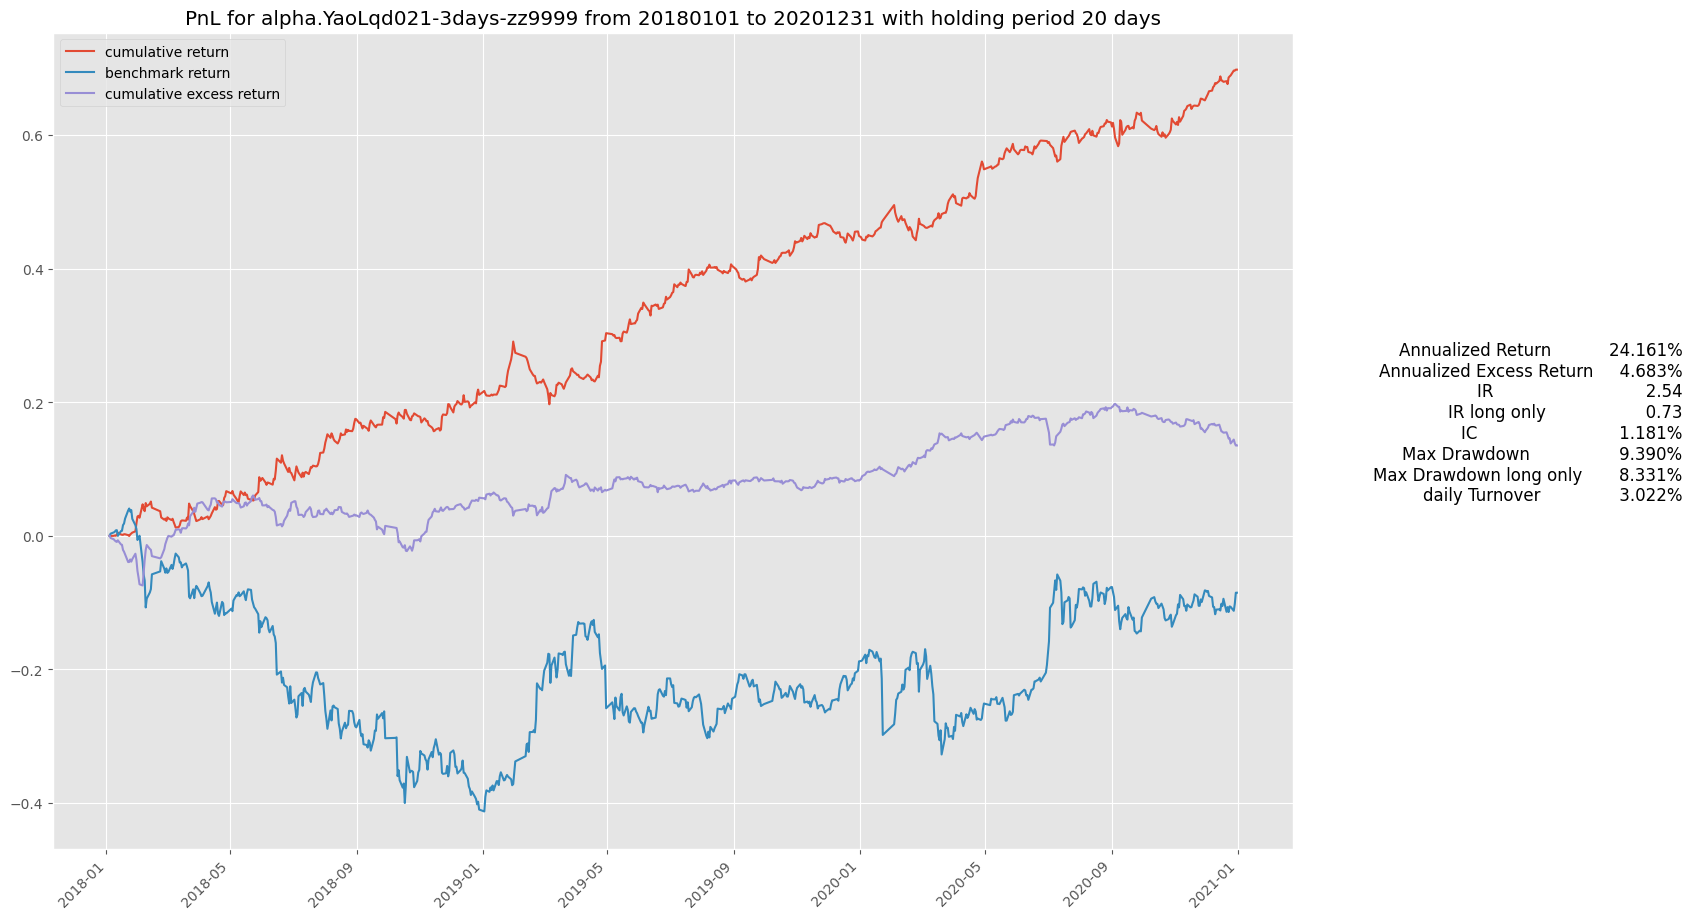 PnL for alpha.YaoLqd021-3days-zz9999 from 20180101 to 20201231 with holding period 20 days
cumulative return
benchmark return
cumulative excess return
0.6
0.4
0.2
0.0
−0.2
−0.4
2018-01
2018-05
2018-09
2019-01
2019-05
2019-09
2020-01
2020-05
2020-09
2021-01
Annualized Return 24.161%
Annualized Excess Return 4.683%
IR 2.54
IR long only 0.73
IC 1.181%
Max Drawdown 9.390%
Max Drawdown long only 8.331%
daily Turnover 3.022%